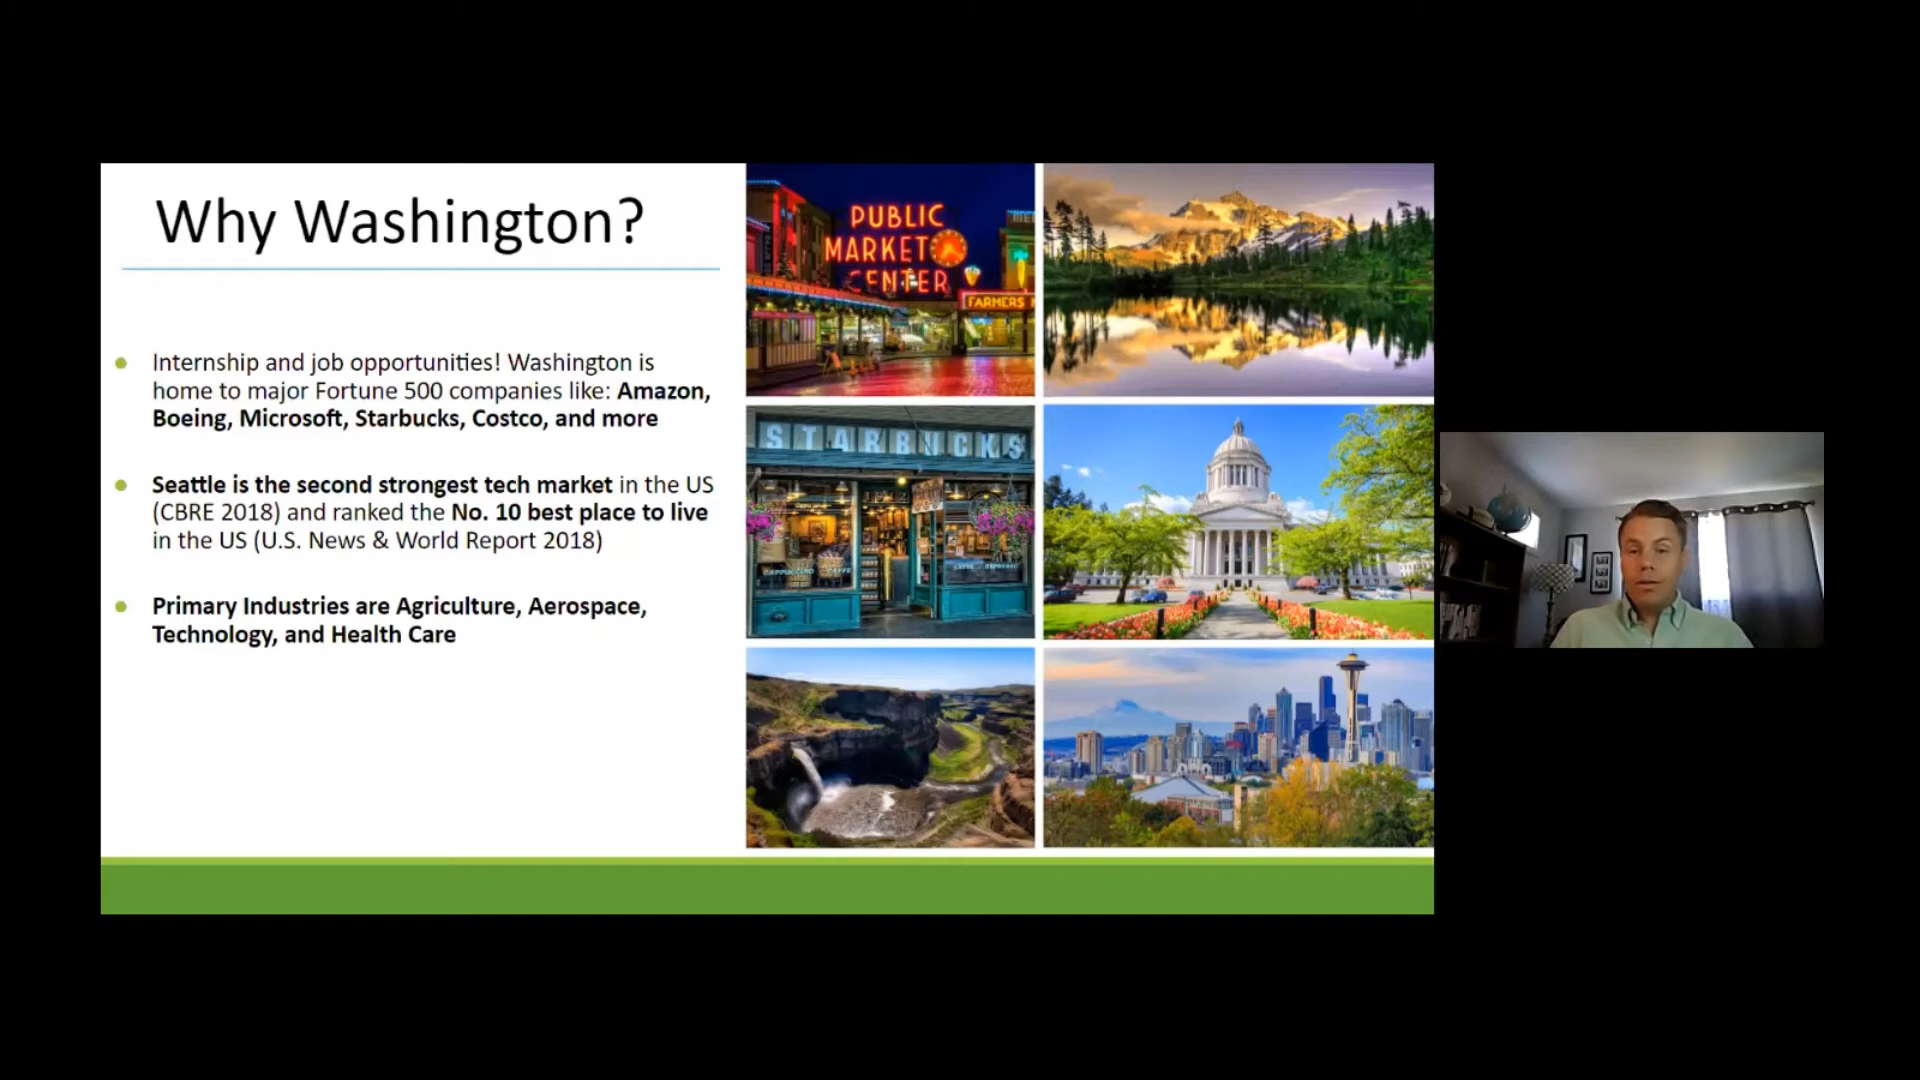 Why Washington?
Internship and job opportunities! Washington is
home to major Fortune 500 companies like: Amazon,
Boeing, Microsoft, Starbucks, Costco, and more
Seattle is the second strongest tech market in the US
(CBRE 2018) and ranked the No. 10 best place to live
in the US (U.S. News & World Report 2018)
Primary Industries are Agriculture, Aerospace,
Technology, and Health Care
PUBLIC
MARKET
CENTER
FARMERS
STARBUCKS
CAPPUCCINO CAFFE
ESPRESSO